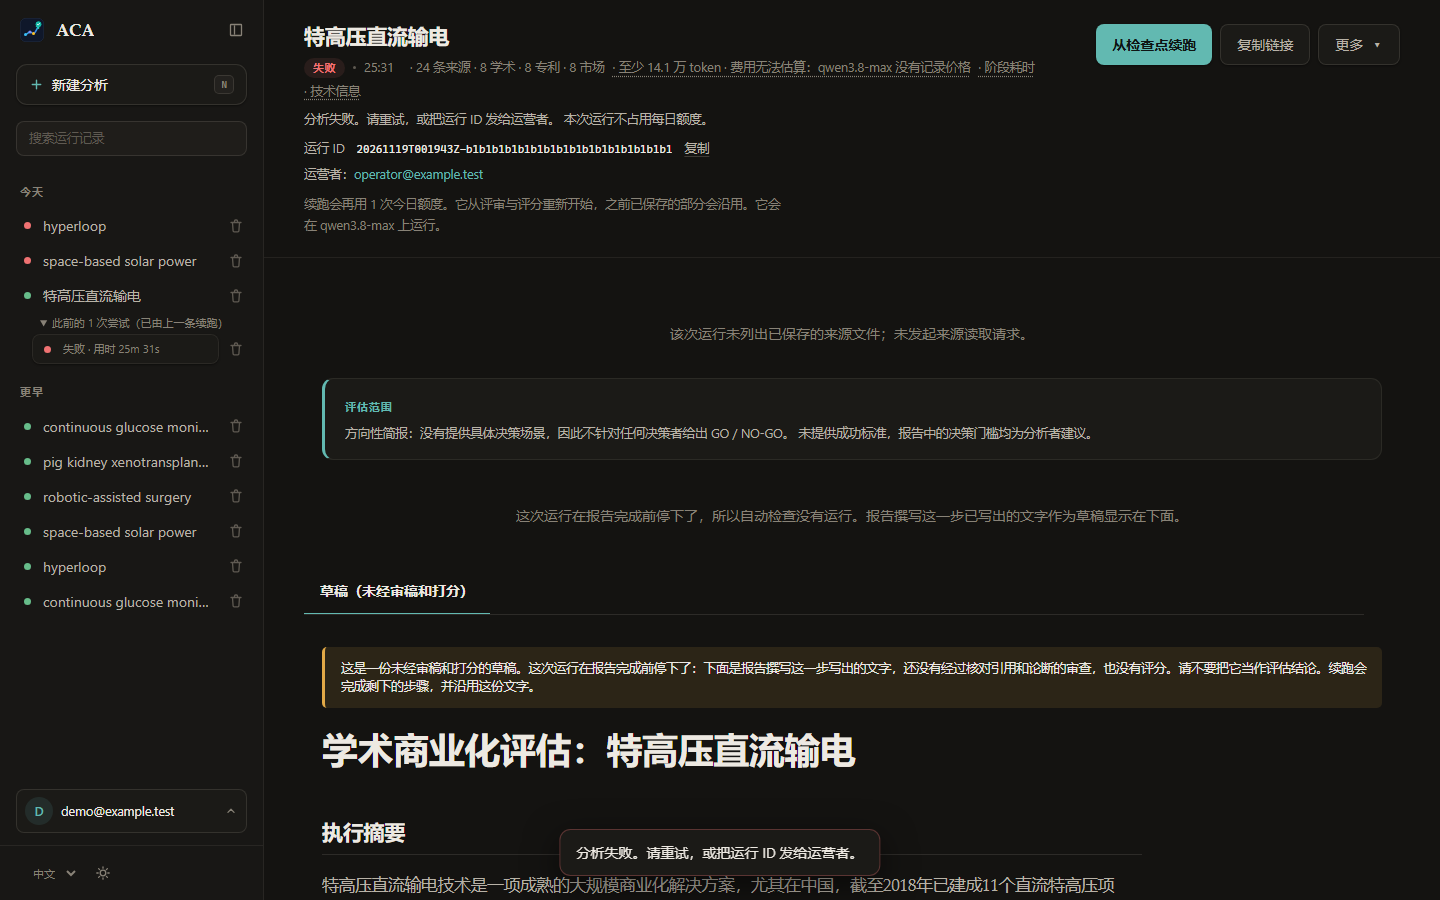 ACA
新建分析
N
搜索运行记录
今天
hyperloop
space-based solar power
特高压直流输电
▼ 此前的 1 次尝试（已由上一条续跑）
失败 · 用时 25m 31s
更早
continuous glucose moni...
pig kidney xenotransplan...
robotic-assisted surgery
space-based solar power
hyperloop
continuous glucose moni...
D
demo@example.test
中文
特高压直流输电
失败 · 25:31 · 24 条来源 · 8 学术 · 8 专利 · 8 市场 · 至少 14.1 万 token · 费用无法估算：qwen3.8-max 没有记录价格 · 阶段耗时
· 技术信息
分析失败。请重试，或把运行 ID 发给运营者。 本次运行不占用每日额度。
运行 ID 20261119T001943Z-b1b1b1b1b1b1b1b1b1b1b1b1b1b1b1b1 复制
运营者：operator@example.test
续跑会再用 1 次今日额度。它从评审与评分重新开始，之前已保存的部分会沿用。它会
在 qwen3.8-max 上运行。
从检查点续跑
复制链接
更多 ▼
该次运行未列出已保存的来源文件；未发起来源读取请求。
评估范围
方向性简报：没有提供具体决策场景，因此不针对任何决策者给出 GO / NO-GO。 未提供成功标准，报告中的决策门槛均为分析者建议。
这次运行在报告完成前停下了，所以自动检查没有运行。报告撰写这一步已写出的文字作为草稿显示在下面。
草稿（未经审稿和打分）
这是一份未经审稿和打分的草稿。这次运行在报告完成前停下了：下面是报告撰写这一步写出的文字，还没有经过核对引用和论断的审查，也没有评分。请不要把它当作评估结论。续跑会
完成剩下的步骤，并沿用这份文字。
学术商业化评估：特高压直流输电
执行摘要
特高压直流输电技术是一项成熟的大规模商业化解决方案，尤其在中国，截至2018年已建成11个直流特高压项
分析失败。请重试，或把运行 ID 发给运营者。